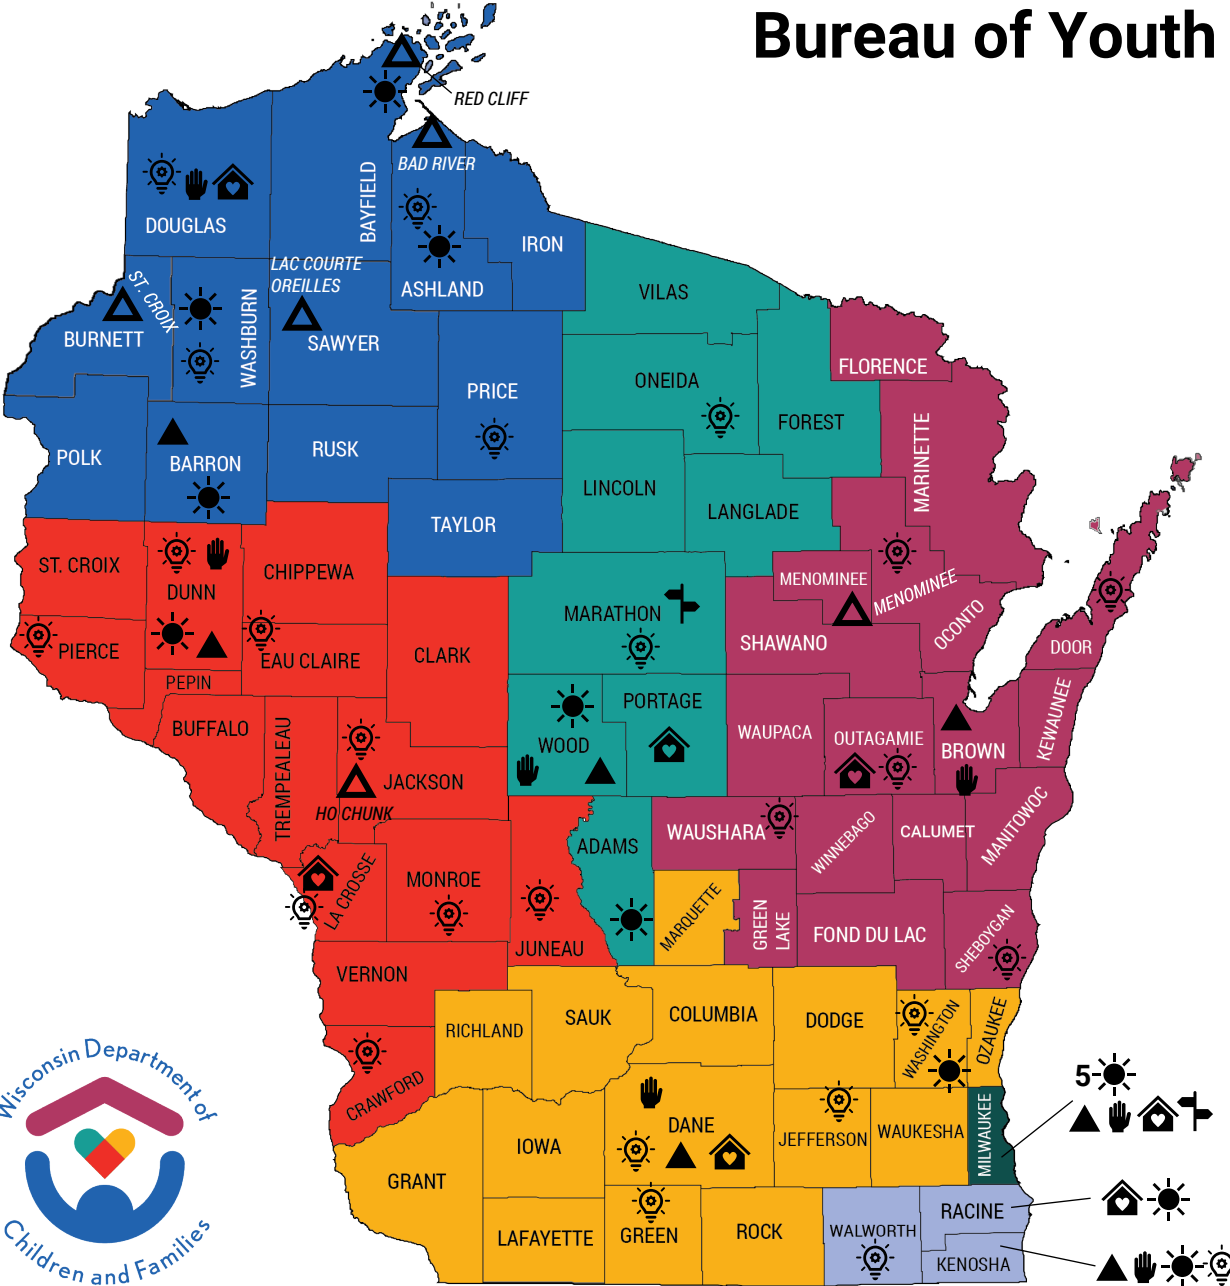 Bureau of Youth
RED CLIFF
BAD RIVER
BAYFIELD
DOUGLAS
IRON
LAC COURTE
OREILLES
ST. CROIX
ASHLAND
VILAS
WASHBURN
BURNETT
SAWYER
FLORENCE
ONEIDA
PRICE
FOREST
MARINETTE
POLK
BARRON
RUSK
LINCOLN
LANGLADE
TAYLOR
ST. CROIX
CHIPPEWA
MENOMINEE
MENOMINEE
DUNN
MARATHON
OCONTO
PIERCE
EAU CLAIRE
CLARK
SHAWANO
DOOR
PEPIN
PORTAGE
KEWAUNEE
BUFFALO
TREMPEALEAU
WOOD
WAUPACA
OUTAGAMIE
BROWN
JACKSON
HO CHUNK
ADAMS
WAUSHARA
WINNEBAGO
CALUMET
MANITOWOC
LA CROSSE
MONROE
MARQUETTE
GREEN
LAKE
FOND DU LAC
SHEBOYGAN
JUNEAU
VERNON
RICHLAND
SAUK
COLUMBIA
DODGE
WASHINGTON
OZAUKEE
CRAWFORD
5
DANE
JEFFERSON
WAUKESHA
MILWAUKEE
IOWA
GRANT
RACINE
LAFAYETTE
GREEN
ROCK
WALWORTH
KENOSHA
Wisconsin Department of
Children and Families